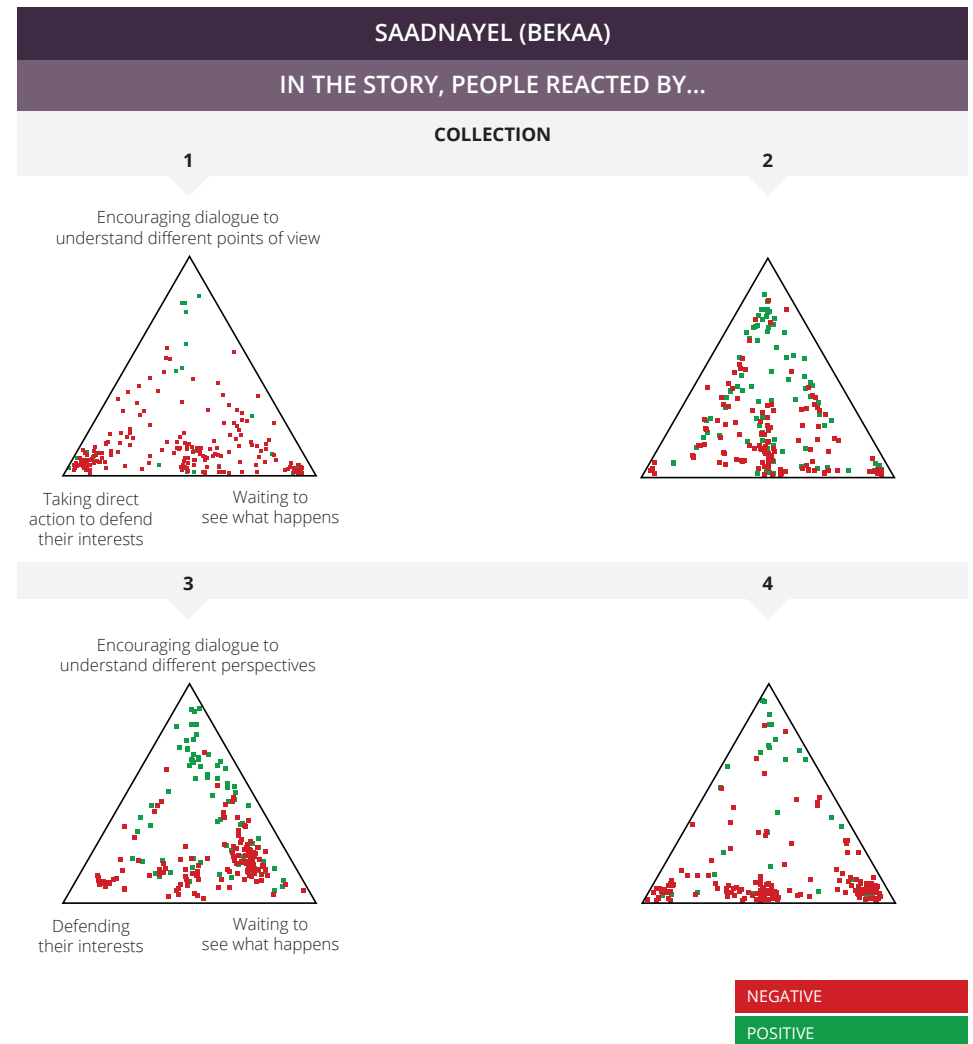 SAADNAYEL (BEKAA)
IN THE STORY, PEOPLE REACTED BY...
COLLECTION
1
2
Encouraging dialogue to
understand different points of view
Taking direct
action to defend
their interests
Waiting to
see what happens
3
4
Encouraging dialogue to
understand different perspectives
Defending
their interests
Waiting to
see what happens
NEGATIVE
POSITIVE